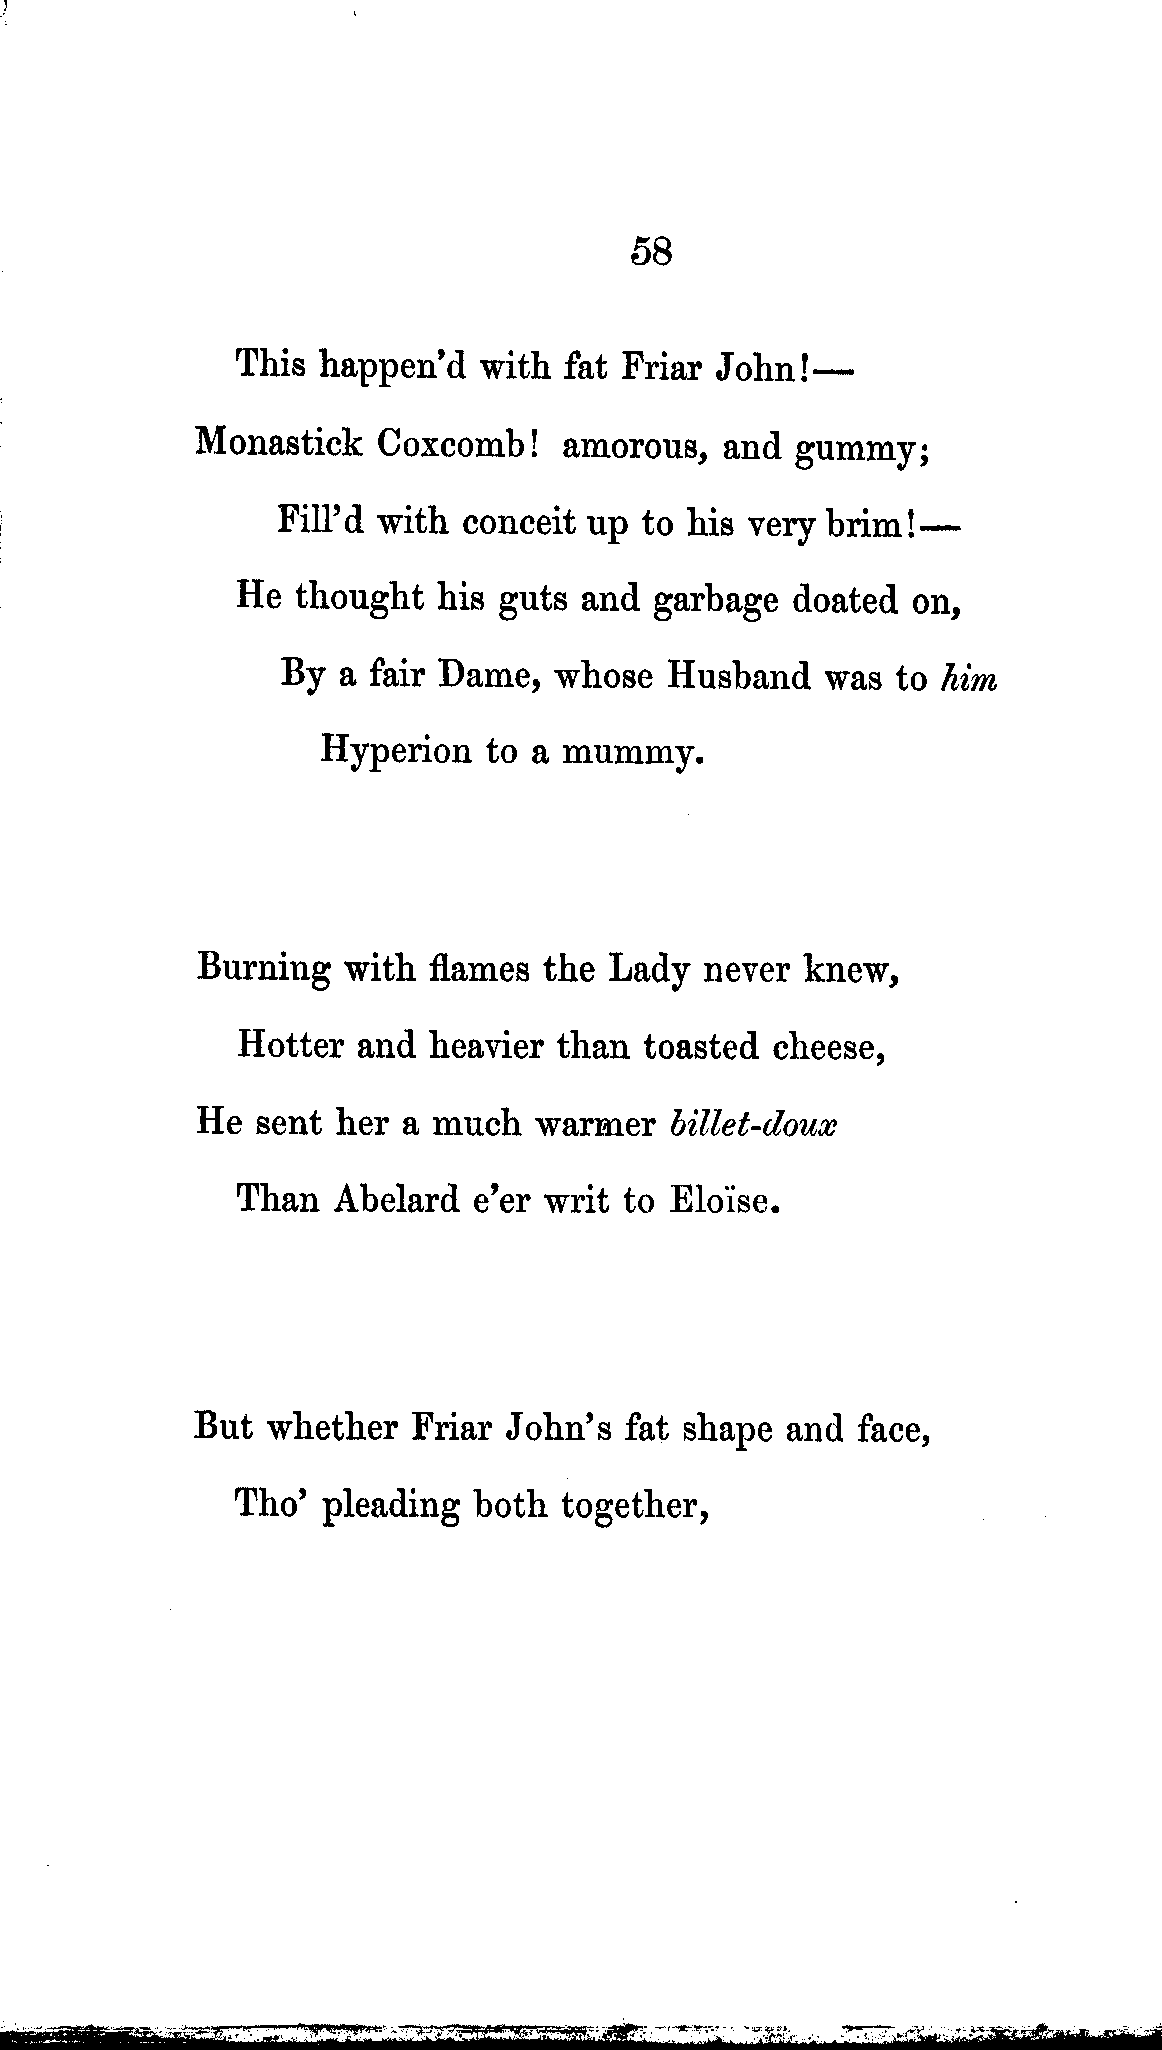 58
This happen'd with fat Friar John!—
Monastick Coxcomb! amorous, and gummy;
Fill'd with conceit up to his very brim!—
He thought his guts and garbage doated on,
By a fair Dame, whose Husband was to him
Hyperion to a mummy.
Burning with flames the Lady never knew,
Hotter and heavier than toasted cheese,
He sent her a much warmer billet-doux
Than Abelard e'er writ to Eloïse.
But whether Friar John's fat shape and face,
Tho' pleading both together,